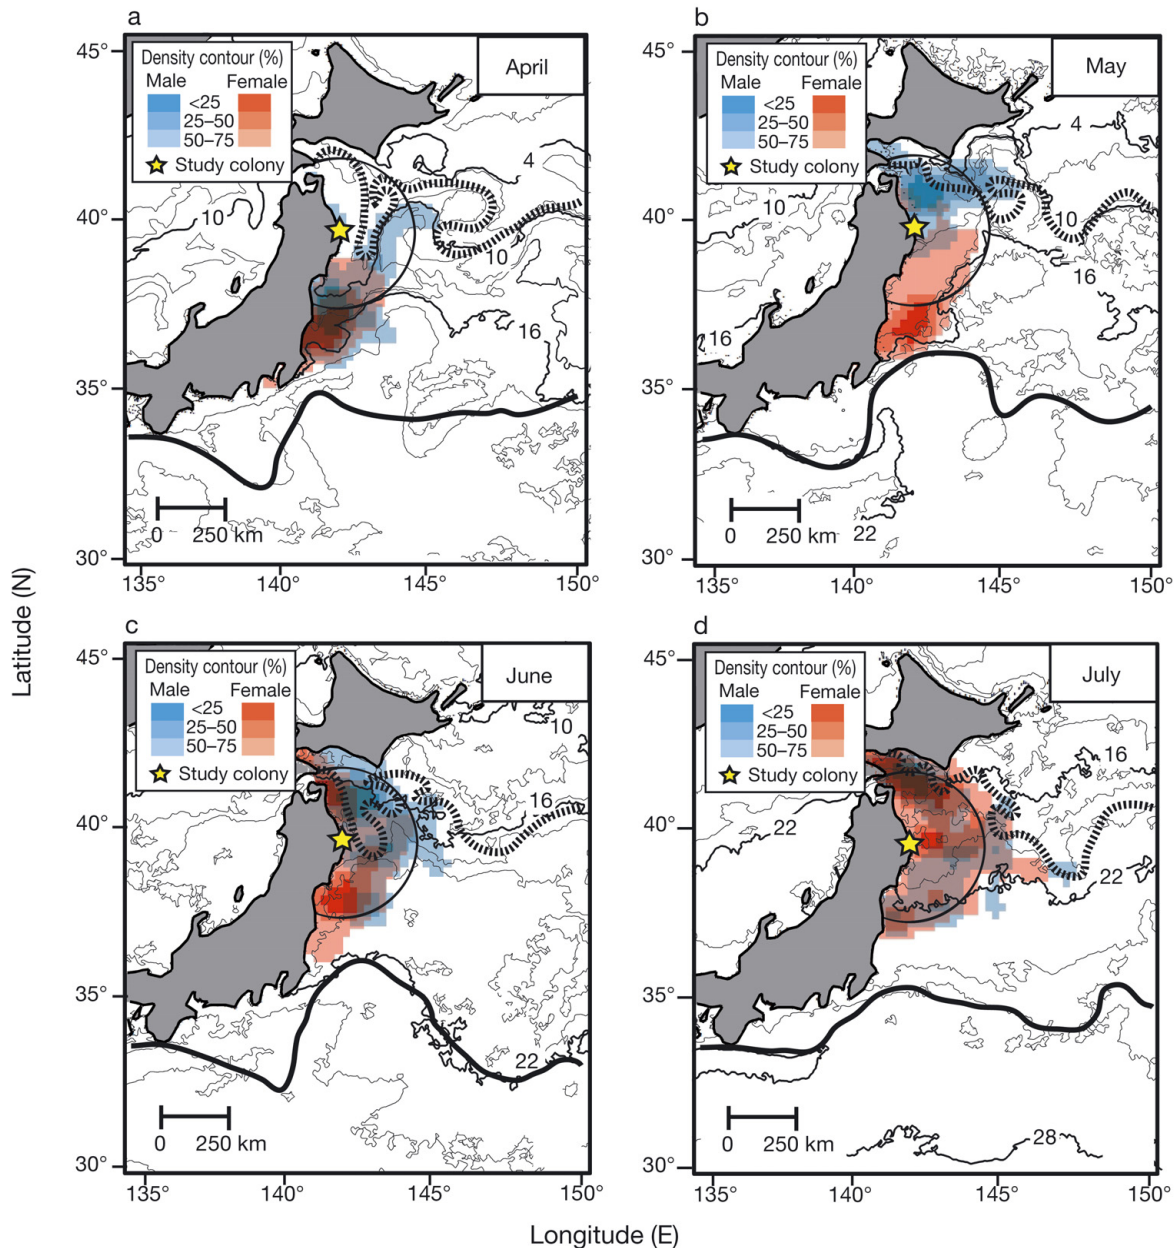 a
April
Density contour (%)
Male Female
<25
25–50
50–75
Study colony
45°
40°
35°
30°
4
10
10
16
0 250 km
135° 140° 145° 150°
b
May
Density contour (%)
Male Female
<25
25–50
50–75
Study colony
45°
40°
35°
30°
4
10
10
16
16
22
0 250 km
135° 140° 145° 150°
c
June
Density contour (%)
Male Female
<25
25–50
50–75
Study colony
45°
40°
35°
30°
10
16
22
0 250 km
135° 140° 145° 150°
d
July
Density contour (%)
Male Female
<25
25–50
50–75
Study colony
45°
40°
35°
30°
16
22
22
28
0 250 km
135° 140° 145° 150°
Latitude (N)
Longitude (E)